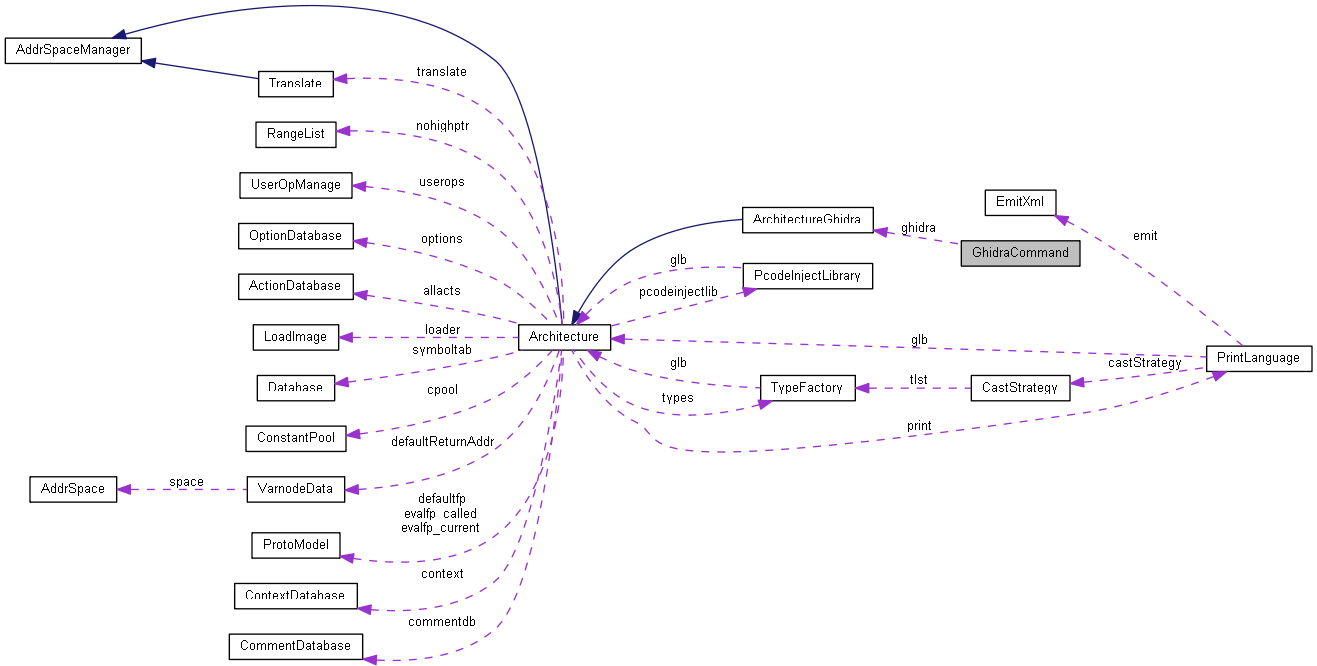 AddrSpaceManager
translate
Translate
nohighptr
RangeList
userops
UserOpManage
EmitXml
ArchitectureGhidra
ghidra
emit
options
OptionDatabase
GhidraCommand
glb
PcodeInjectLibrary
allacts
ActionDatabase
pcodeinjectlib
loader
LoadImage
Architecture
glb
symboltab
PrintLanguage
glb
castStrategy
Database
tlst
TypeFactory
CastStrategy
cpool
types
ConstantPool
print
defaultReturnAddr
space
AddrSpace
VarnodeData
defaultfp
evalfp_called
evalfp_current
ProtoModel
context
ContextDatabase
commentdb
CommentDatabase